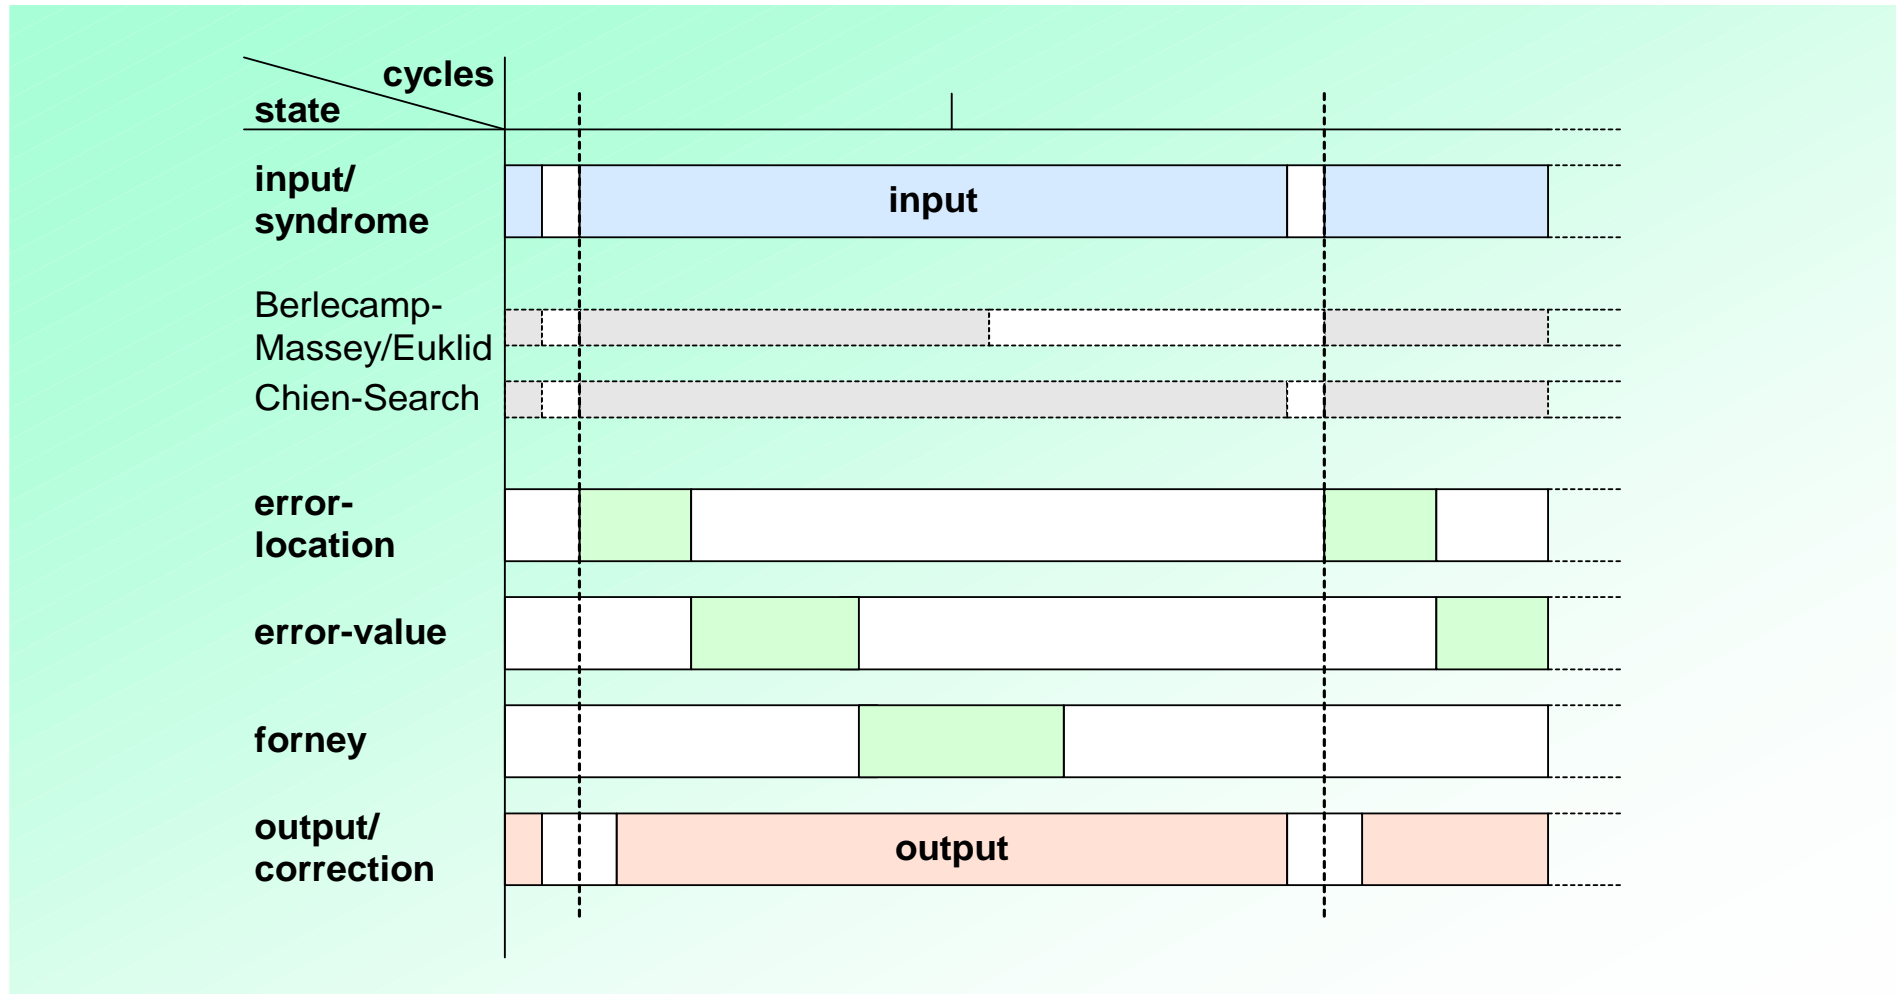 cycles
state
input/
syndrome
input
Berlecamp-
Massey/Euklid
Chien-Search
error-
location
error-value
forney
output/
correction
output